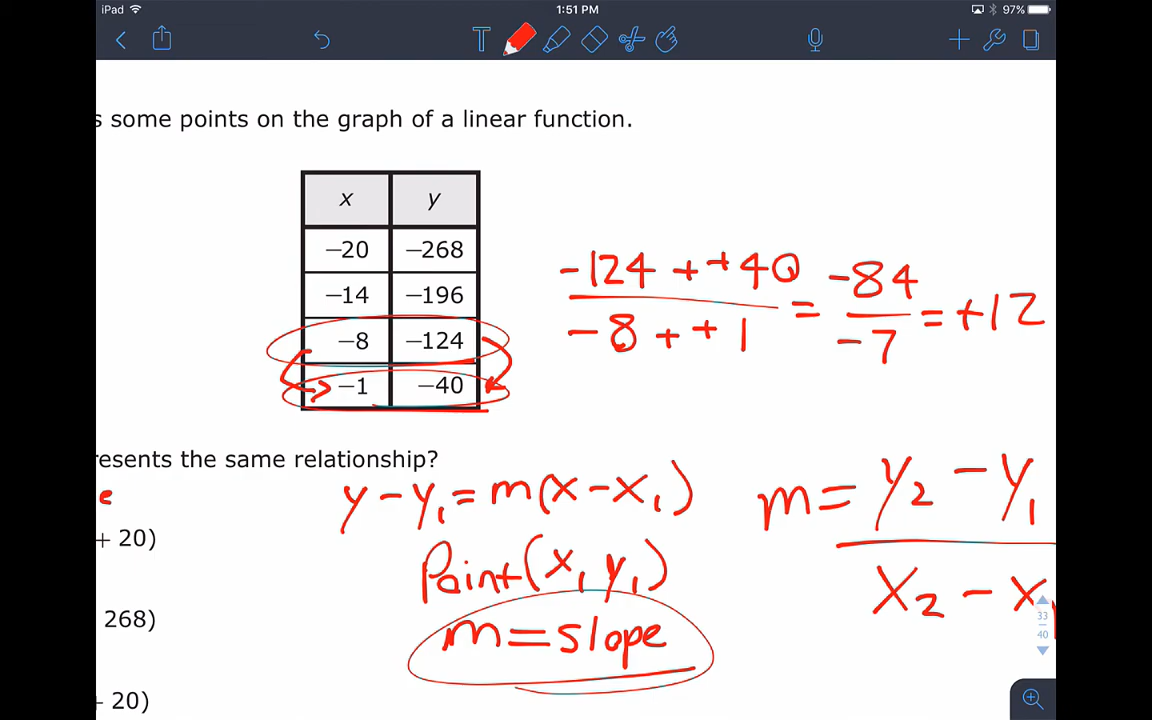 iPad 1:51 PM 97%
T
s some points on the graph of a linear function.
x y
−20 −268
−14 −196
−8 −124
−1 −40
-124 + +40 / -8 + +1 = -84 / -7 = +12
resents the same relationship?
e
+ 20)
268)
+ 20)
y - y₁ = m(x - x₁)
Point (x₁ y₁)
m = slope
m = y₂ - y₁ / x₂ - x₁
33
40